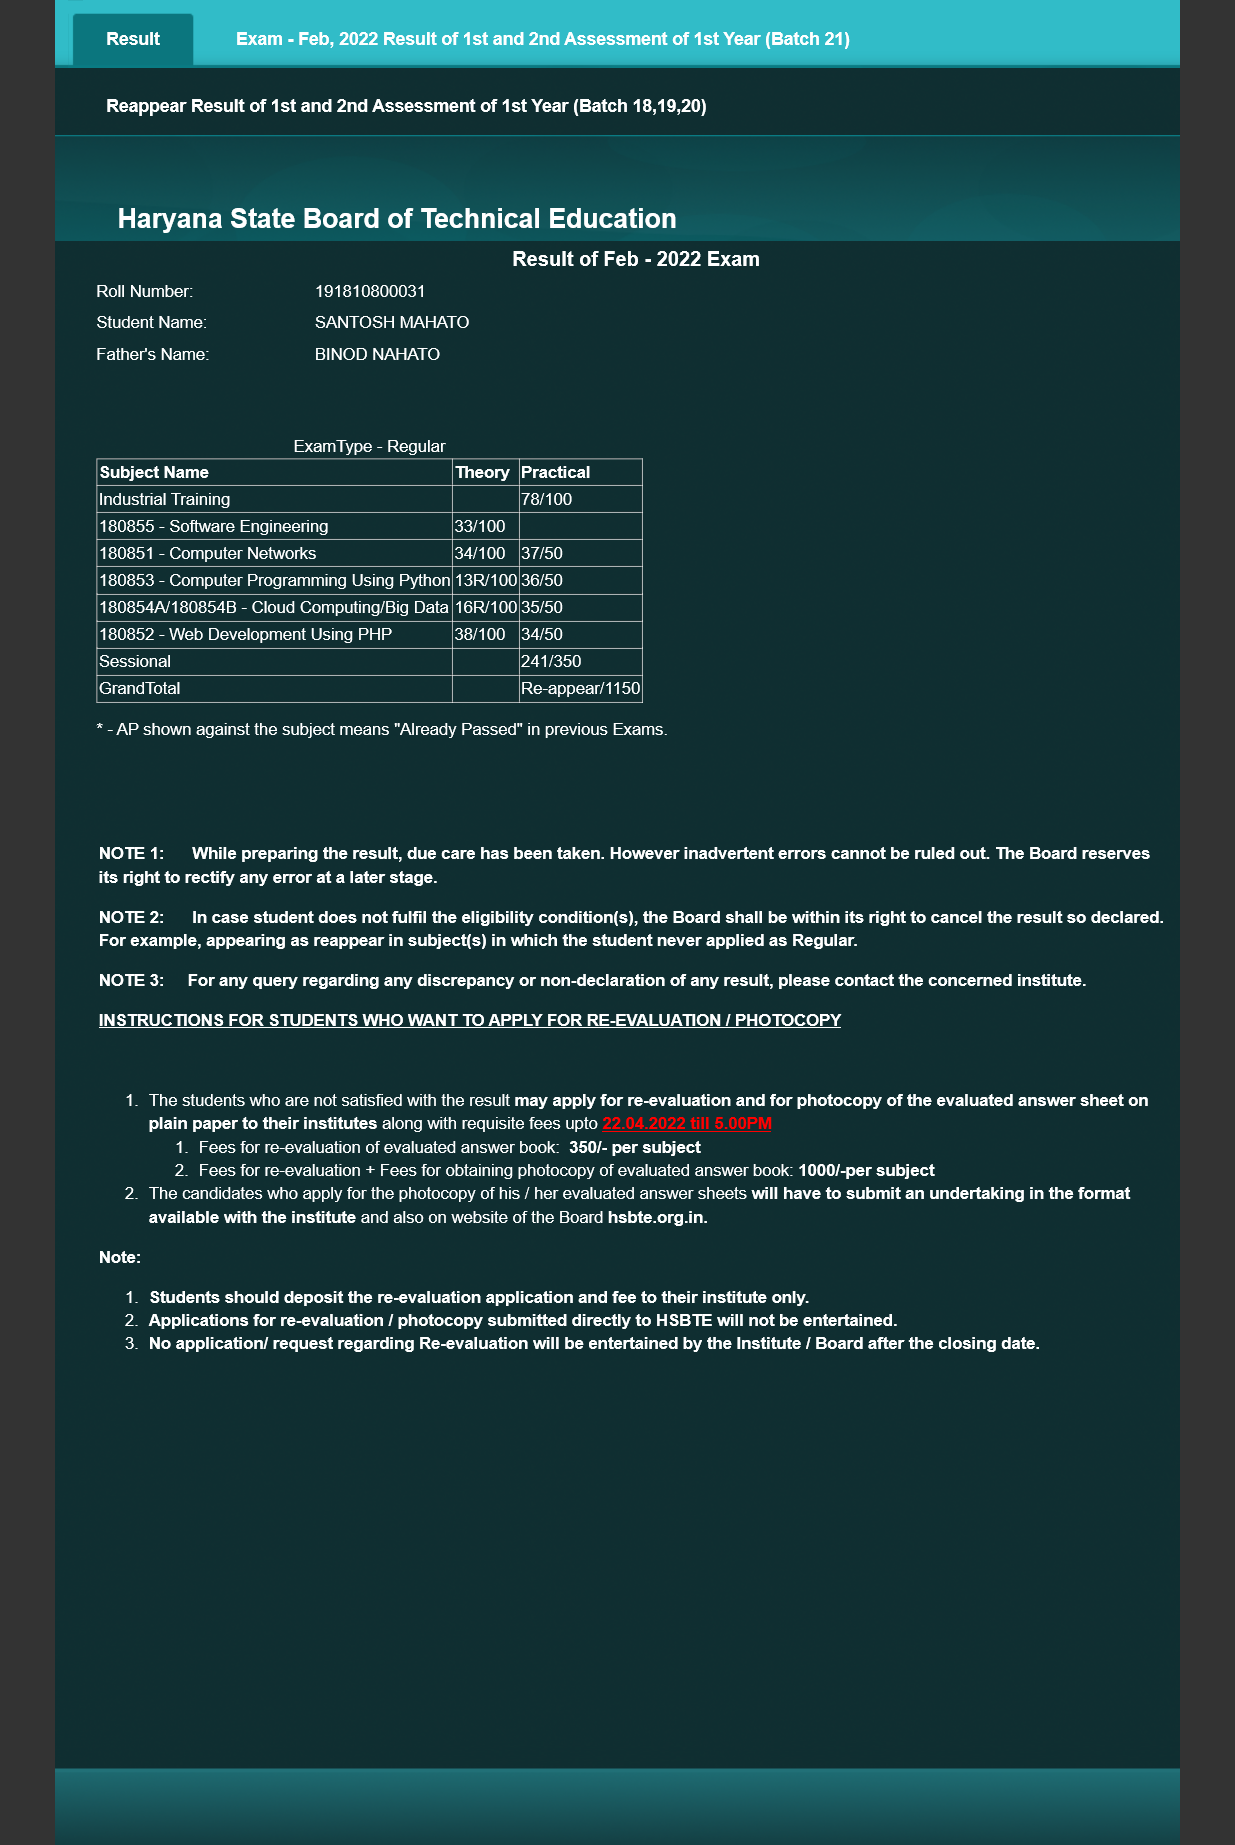 Result Exam - Feb, 2022 Result of 1st and 2nd Assessment of 1st Year (Batch 21)
Reappear Result of 1st and 2nd Assessment of 1st Year (Batch 18,19,20)
Haryana State Board of Technical Education
Result of Feb - 2022 Exam
Roll Number: 191810800031
Student Name: SANTOSH MAHATO
Father's Name: BINOD NAHATO
ExamType - Regular
Subject Name Theory Practical
Industrial Training 78/100
180855 - Software Engineering 33/100
180851 - Computer Networks 34/100 37/50
180853 - Computer Programming Using Python 13R/100 36/50
180854A/180854B - Cloud Computing/Big Data 16R/100 35/50
180852 - Web Development Using PHP 38/100 34/50
Sessional 241/350
GrandTotal Re-appear/1150
* - AP shown against the subject means "Already Passed" in previous Exams.
NOTE 1: While preparing the result, due care has been taken. However inadvertent errors cannot be ruled out. The Board reserves
its right to rectify any error at a later stage.
NOTE 2: In case student does not fulfil the eligibility condition(s), the Board shall be within its right to cancel the result so declared.
For example, appearing as reappear in subject(s) in which the student never applied as Regular.
NOTE 3: For any query regarding any discrepancy or non-declaration of any result, please contact the concerned institute.
INSTRUCTIONS FOR STUDENTS WHO WANT TO APPLY FOR RE-EVALUATION / PHOTOCOPY
1. The students who are not satisfied with the result may apply for re-evaluation and for photocopy of the evaluated answer sheet on
plain paper to their institutes along with requisite fees upto 22.04.2022 till 5.00PM
1. Fees for re-evaluation of evaluated answer book: 350/- per subject
2. Fees for re-evaluation + Fees for obtaining photocopy of evaluated answer book: 1000/-per subject
2. The candidates who apply for the photocopy of his / her evaluated answer sheets will have to submit an undertaking in the format
available with the institute and also on website of the Board hsbte.org.in.
Note:
1. Students should deposit the re-evaluation application and fee to their institute only.
2. Applications for re-evaluation / photocopy submitted directly to HSBTE will not be entertained.
3. No application/ request regarding Re-evaluation will be entertained by the Institute / Board after the closing date.